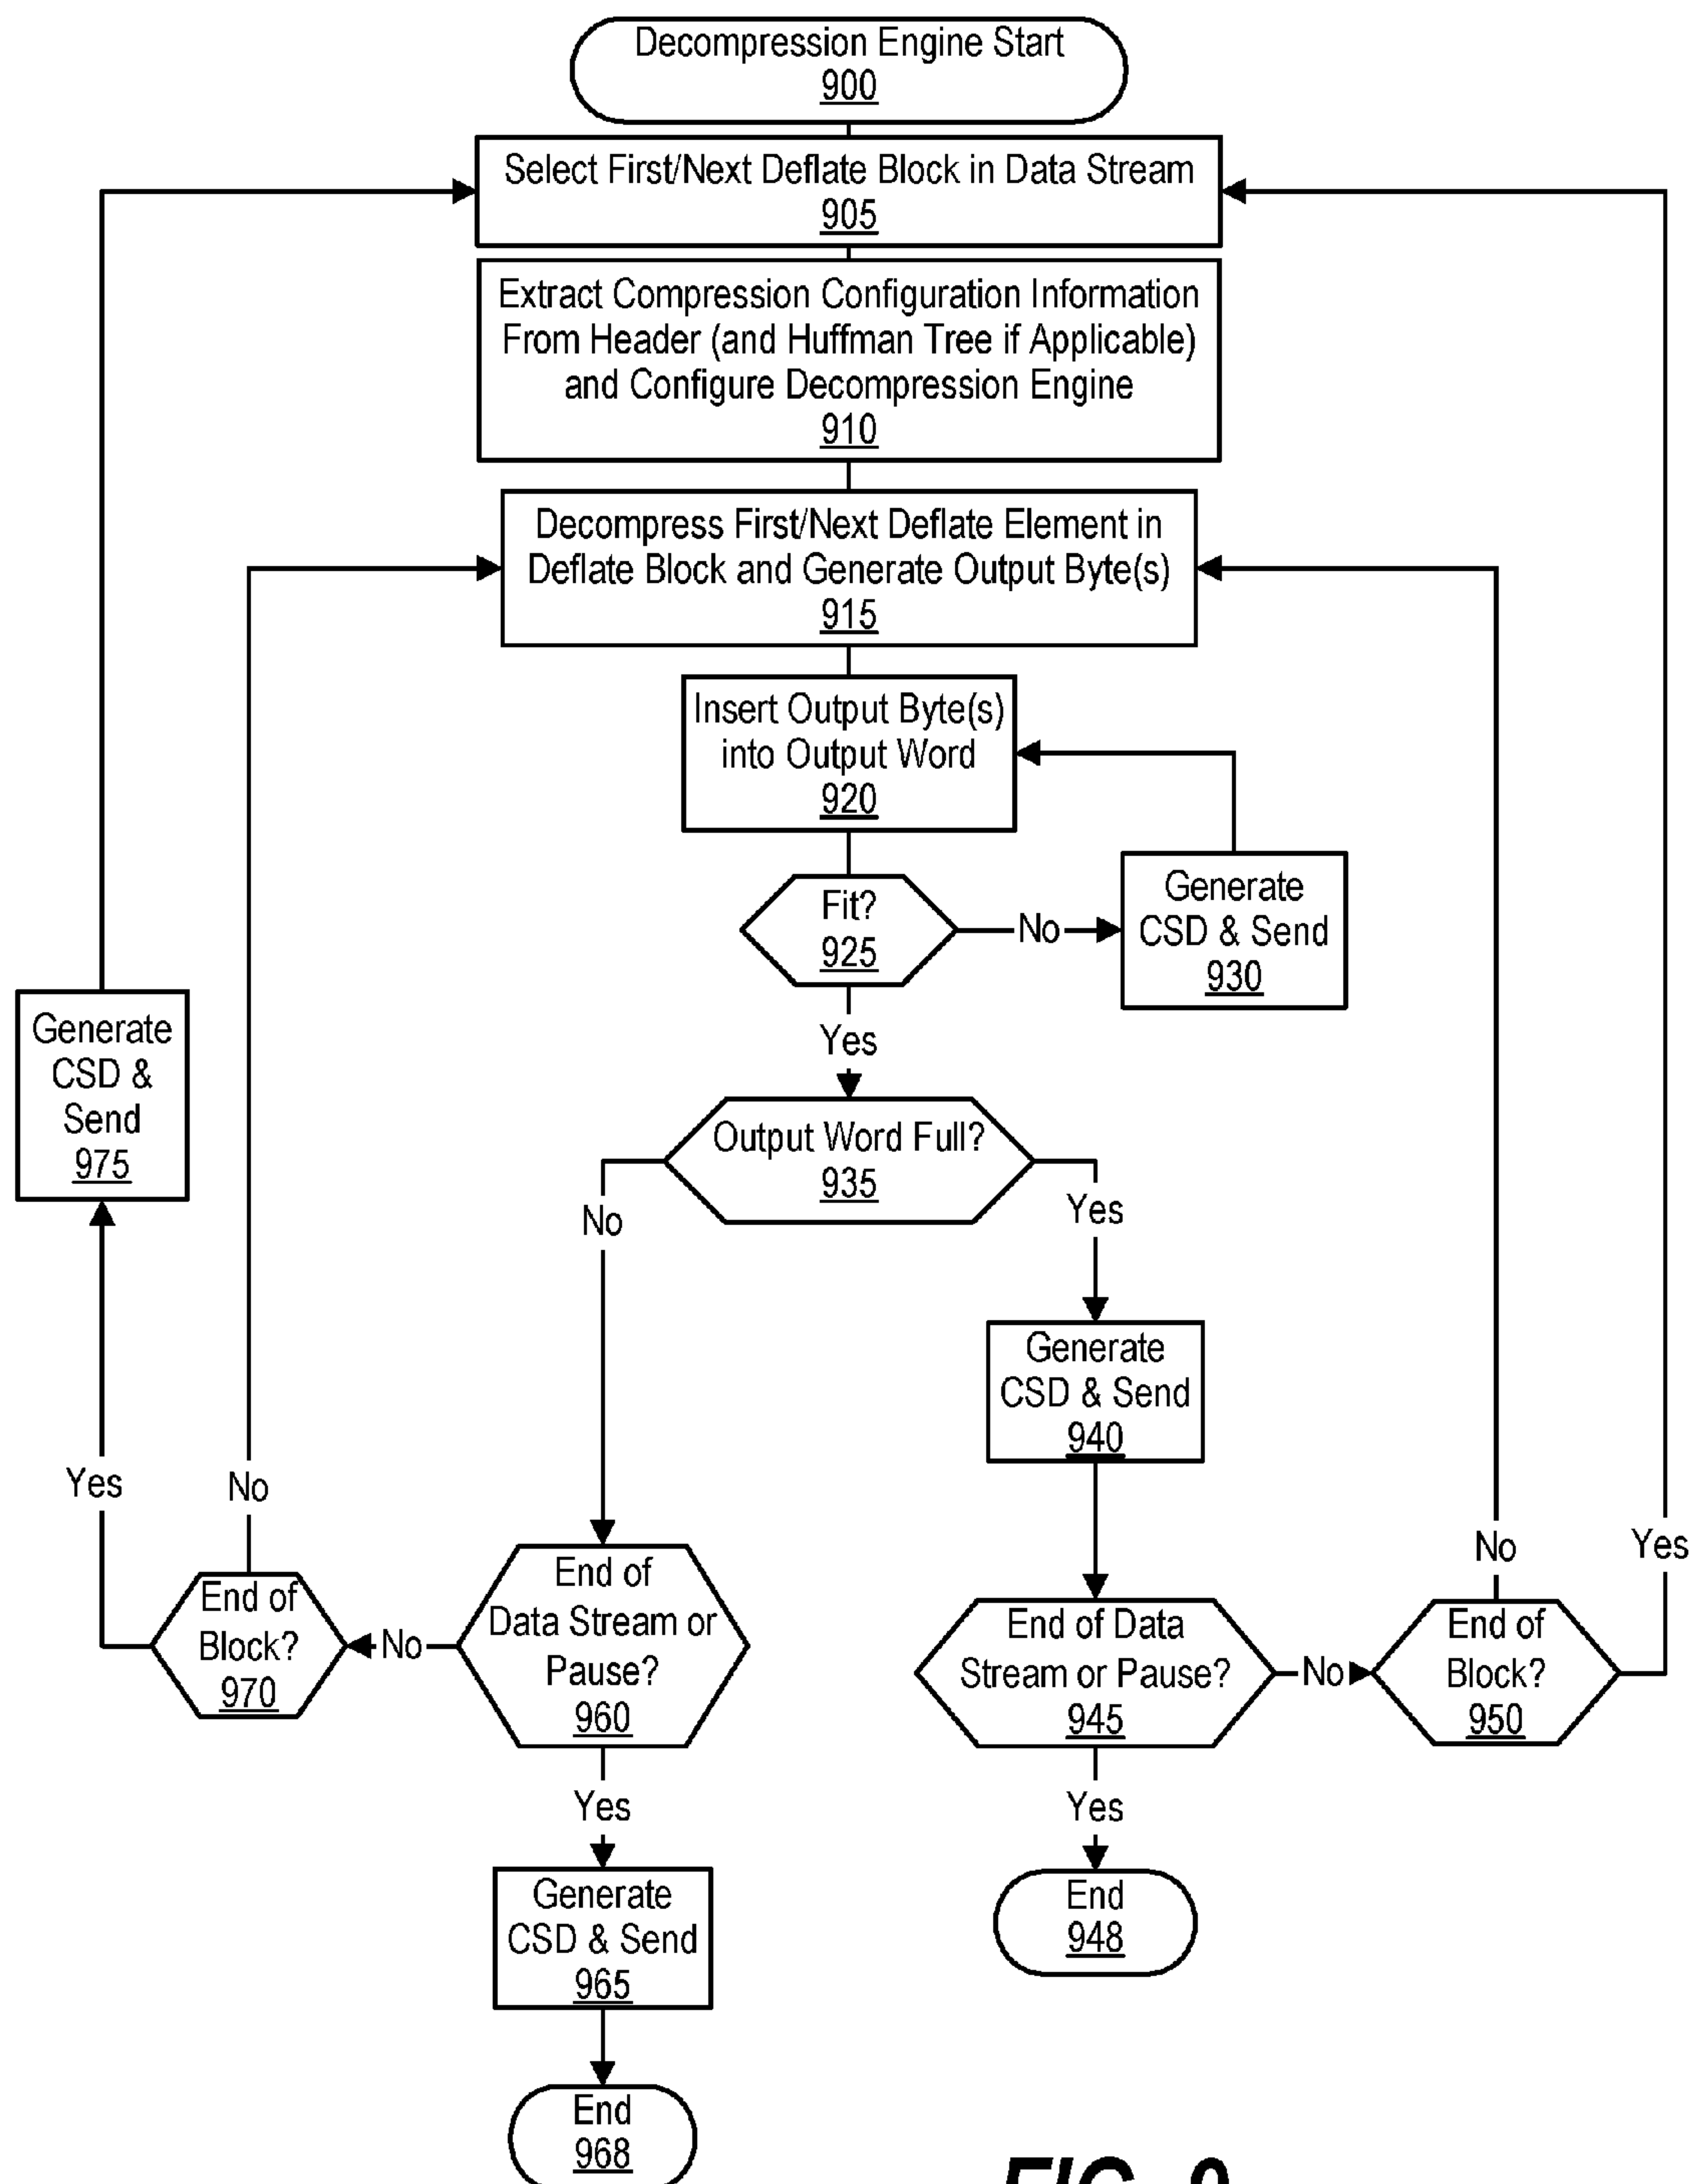 Decompression Engine Start
900
Select First/Next Deflate Block in Data Stream
905
Extract Compression Configuration Information
From Header (and Huffman Tree if Applicable)
and Configure Decompression Engine
910
Decompress First/Next Deflate Element in
Deflate Block and Generate Output Byte(s)
915
Insert Output Byte(s)
into Output Word
920
Fit?
925
No
Generate
CSD & Send
930
Yes
Generate
CSD &
Send
975
Output Word Full?
935
No
Yes
Generate
CSD & Send
940
Yes
No
No
Yes
End of
Block?
970
No
End of
Data Stream or
Pause?
960
End of Data
Stream or Pause?
945
No
End of
Block?
950
Yes
Yes
Generate
CSD & Send
965
End
948
End
968
FIG. 9